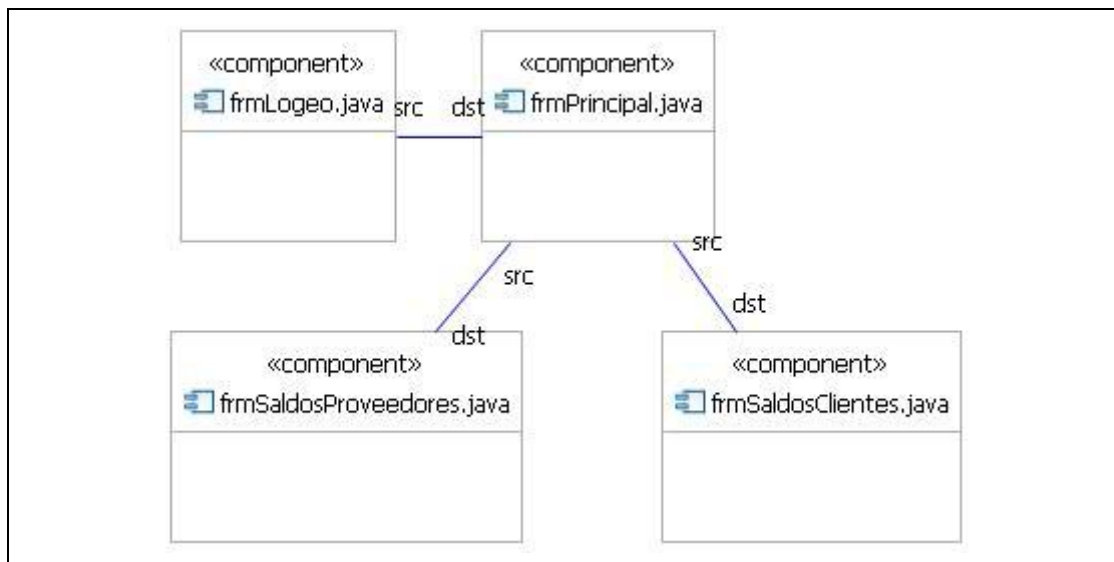 «component»
frmLogeo.java
src
dst
«component»
frmPrincipal.java
src
dst
src
dst
«component»
frmSaldosProveedores.java
«component»
frmSaldosClientes.java